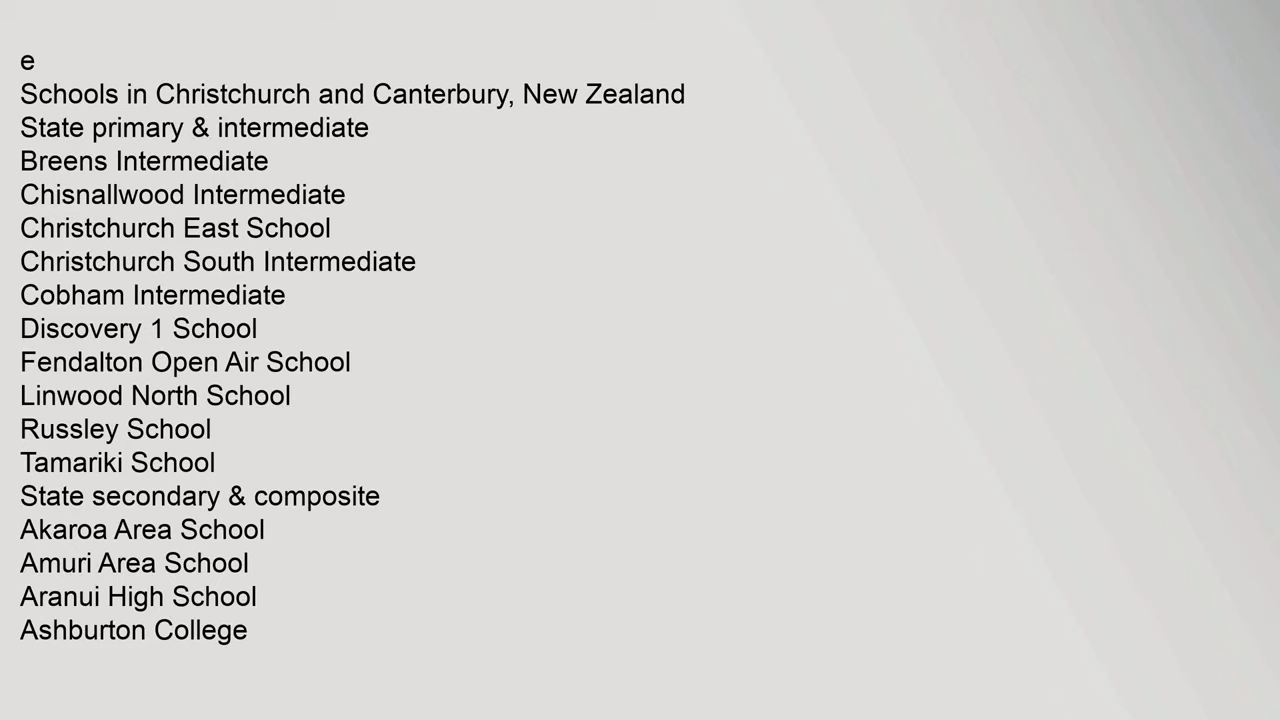 e
Schools in Christchurch and Canterbury, New Zealand
State primary & intermediate
Breens Intermediate
Chisnallwood Intermediate
Christchurch East School
Christchurch South Intermediate
Cobham Intermediate
Discovery 1 School
Fendalton Open Air School
Linwood North School
Russley School
Tamariki School
State secondary & composite
Akaroa Area School
Amuri Area School
Aranui High School
Ashburton College